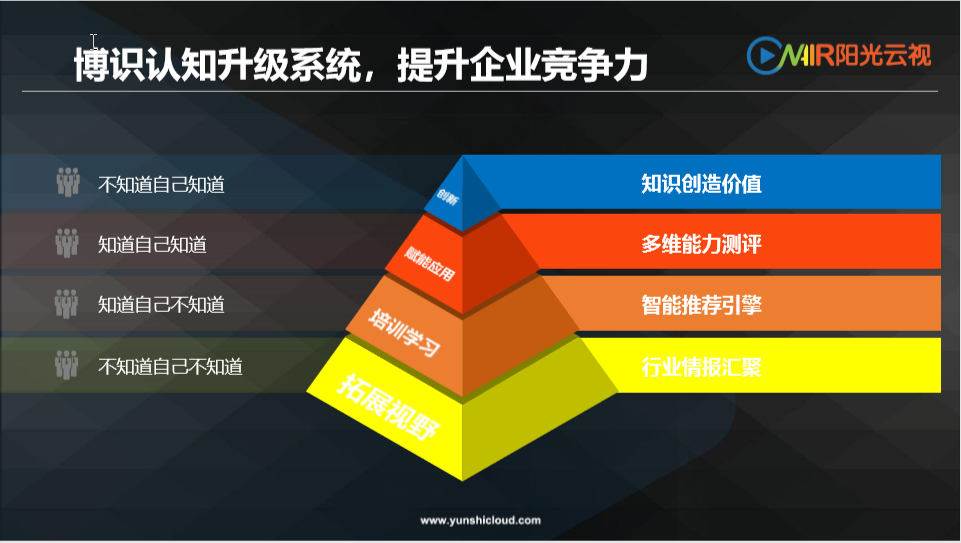 博识认知升级系统，提升企业竞争力
MAIR阳光云视
不知道自己知道
创新
知识创造价值
知道自己知道
赋能应用
多维能力测评
知道自己不知道
培训学习
智能推荐引擎
不知道自己不知道
拓展视野
行业情报汇聚
www.yunshicloud.com